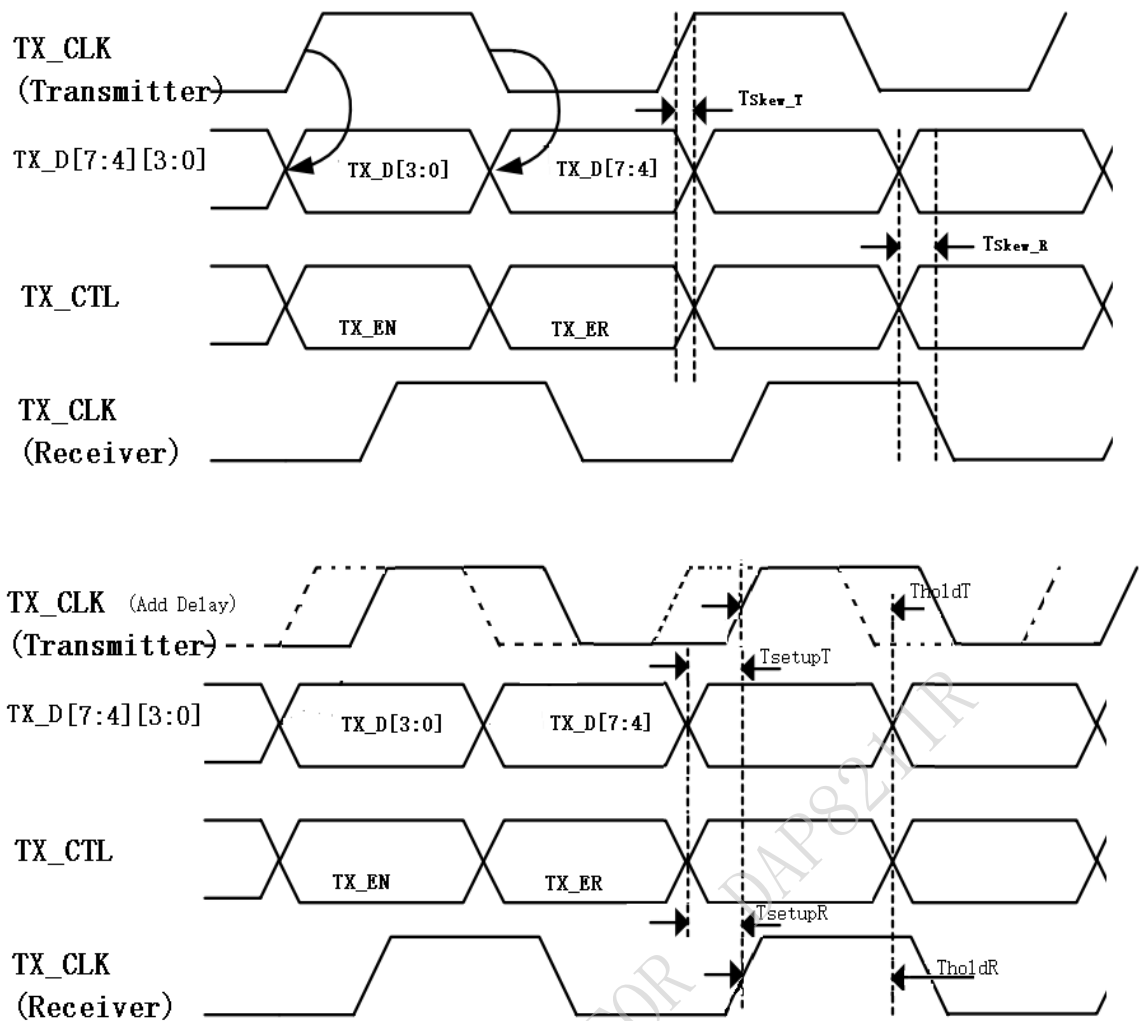 TX_CLK
(Transmitter)
Tskew_T
TX_D[7:4][3:0]
TX_D[3:0]
TX_D[7:4]
Tskew_R
TX_CTL
TX_EN
TX_ER
TX_CLK
(Receiver)
TX_CLK (Add Delay)
(Transmitter)
TholdT
TsetupT
TX_D[7:4][3:0]
TX_D[3:0]
TX_D[7:4]
TX_CTL
TX_EN
TX_ER
TsetupR
TX_CLK
(Receiver)
TholdR
DAP8211R